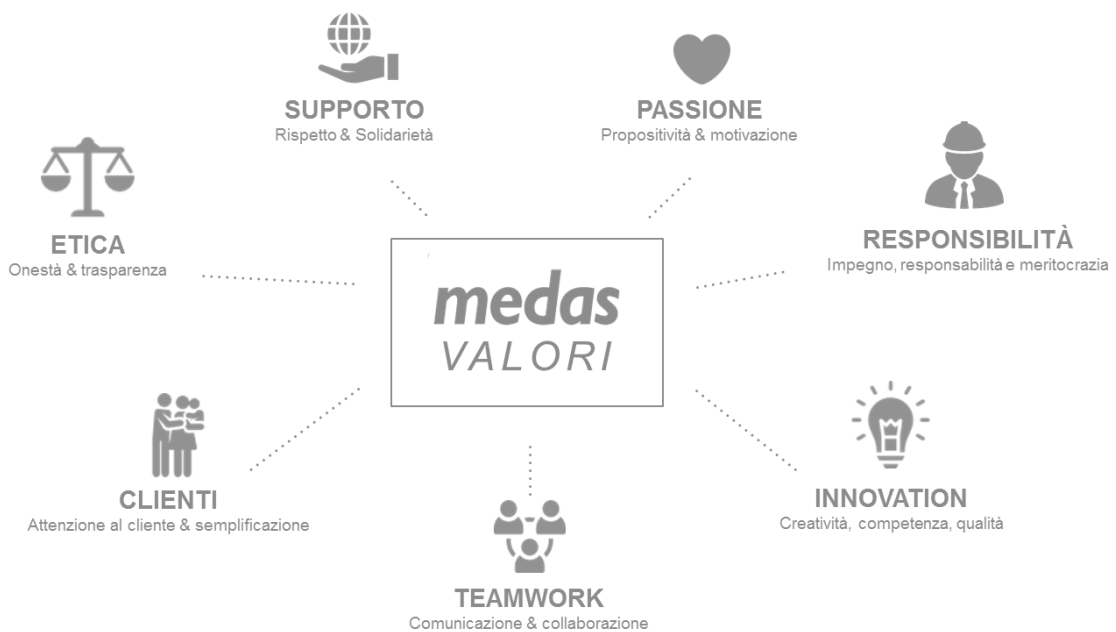 SUPPORTO
Rispetto & Solidarietà
PASSIONE
Propositività & motivazione
ETICA
Onestà & trasparenza
RESPONSIBILITÀ
Impegno, responsabilità e meritocrazia
medas
VALORI
CLIENTI
Attenzione al cliente & semplificazione
INNOVATION
Creatività, competenza, qualità
TEAMWORK
Comunicazione & collaborazione